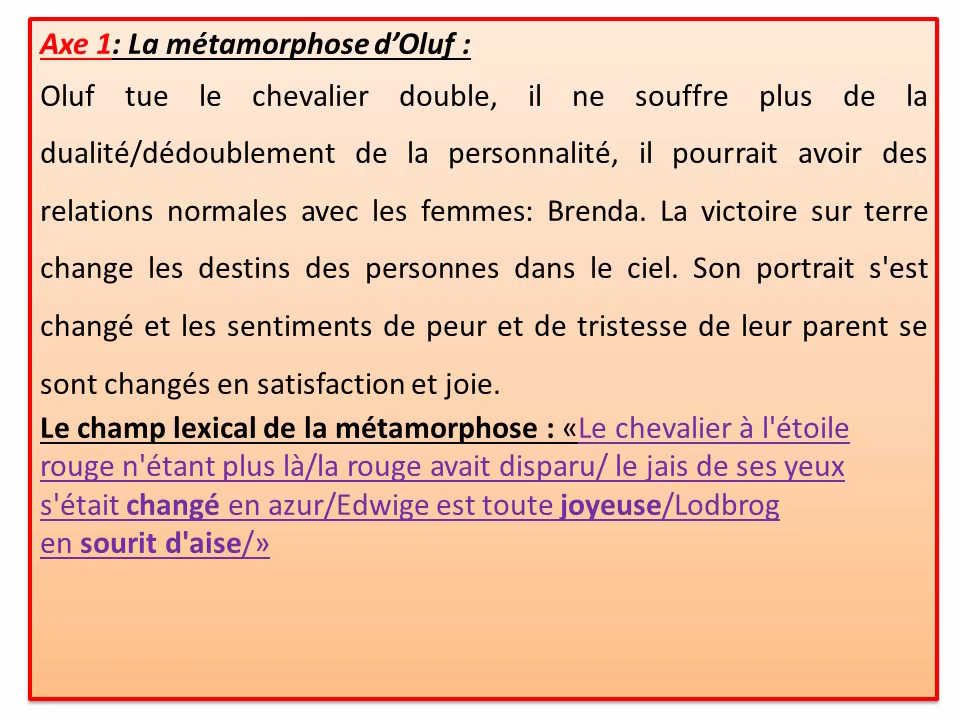 Axe 1: La métamorphose d’Oluf :
Oluf tue le chevalier double, il ne souffre plus de la
dualité/dédoublement de la personnalité, il pourrait avoir des
relations normales avec les femmes: Brenda. La victoire sur terre
change les destins des personnes dans le ciel. Son portrait s'est
changé et les sentiments de peur et de tristesse de leur parent se
sont changés en satisfaction et joie.
Le champ lexical de la métamorphose : «Le chevalier à l'étoile
rouge n'étant plus là/la rouge avait disparu/ le jais de ses yeux
s'était changé en azur/Edwige est toute joyeuse/Lodbrog
en sourit d'aise/»